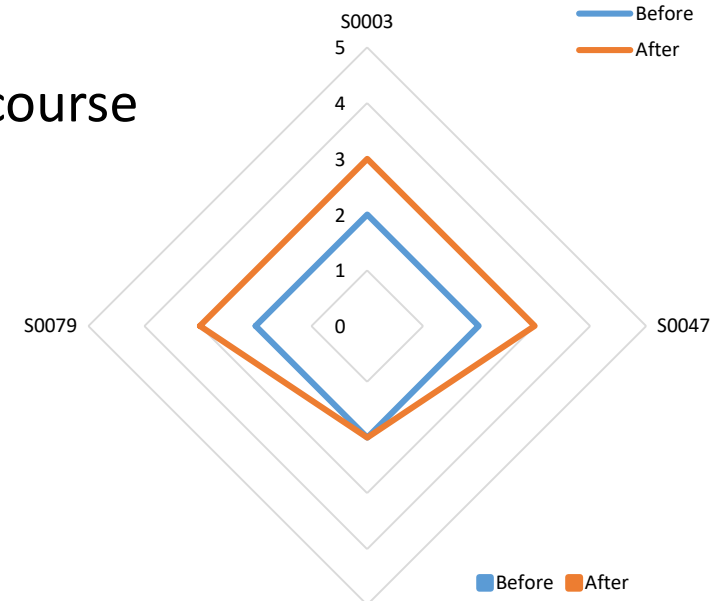 S0003
Before
After
course
5
4
3
2
1
0
S0079
S0047
Before After